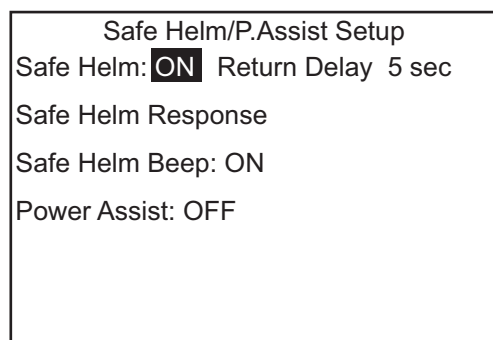 Safe Helm/P.Assist Setup
Safe Helm: ON Return Delay 5 sec
Safe Helm Response
Safe Helm Beep: ON
Power Assist: OFF